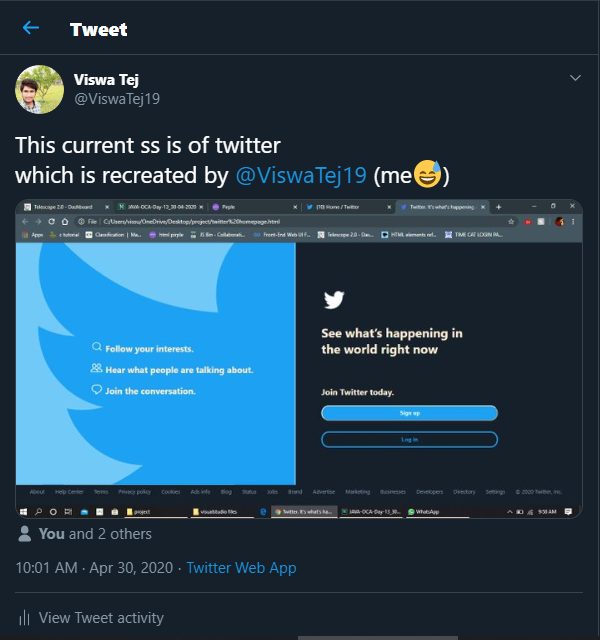 Tweet
Viswa Tej
@ViswaTej19
This current ss is of twitter
which is recreated by @ViswaTej19 (me😅)
Telescope 2.0 - Dashboard
JAVA-OCA-Day-13_30-04-2020
Peple
(10) Home / Twitter
Twitter. It's what's happening
File | C:/Users/vissu/OneDrive/Desktop/project/twitter%20homepage.html
Apps
Classification | Ma...
html peple
JS film - Collaborati...
Front-End Web UI F...
Telescope 2.0 - Das...
HTML elements ref...
TIME CAT LOGIN PA...
See what's happening in
the world right now
Follow your interests.
Hear what people are talking about.
Join the conversation.
Join Twitter today.
Sign up
Log in
About Help Center Terms Privacy policy Cookies Ads info Blog Status Jobs Brand Advertise Marketing Businesses Developers Directory Settings © 2020 Twitter, Inc.
project
visualstudio files
Twitter. It's what's ha...
JAVA-OCA-Day-13_30...
WhatsApp
9:58 AM
You and 2 others
10:01 AM · Apr 30, 2020 · Twitter Web App
View Tweet activity